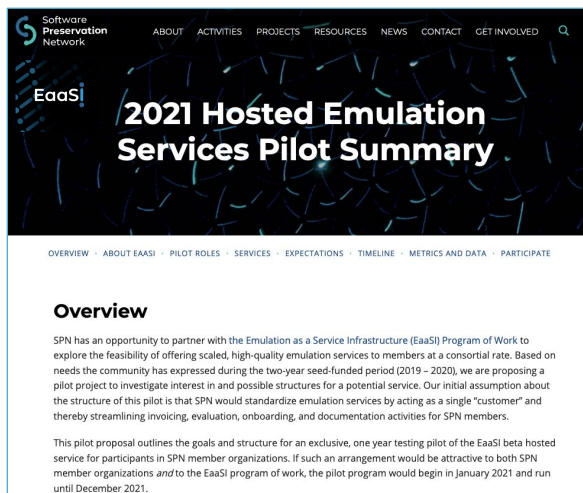 Software
Preservation
Network
ABOUT ACTIVITIES PROJECTS RESOURCES NEWS CONTACT GET INVOLVED
EaaSI
2021 Hosted Emulation
Services Pilot Summary
OVERVIEW · ABOUT EAASI · PILOT ROLES · SERVICES · EXPECTATIONS · TIMELINE · METRICS AND DATA · PARTICIPATE
Overview
SPN has an opportunity to partner with the Emulation as a Service Infrastructure (EaaSI) Program of Work to
explore the feasibility of offering scaled, high-quality emulation services to members at a consortial rate. Based on
needs the community has expressed during the two-year seed-funded period (2019 – 2020), we are proposing a
pilot project to investigate interest in and possible structures for a potential service. Our initial assumption about
the structure of this pilot is that SPN would standardize emulation services by acting as a single “customer” and
thereby streamlining invoicing, evaluation, onboarding, and documentation activities for SPN members.
This pilot proposal outlines the goals and structure for an exclusive, one year testing pilot of the EaaSI beta hosted
service for participants in SPN member organizations. If such an arrangement would be attractive to both SPN
member organizations and to the EaaSI program of work, the pilot program would begin in January 2021 and run
until December 2021.